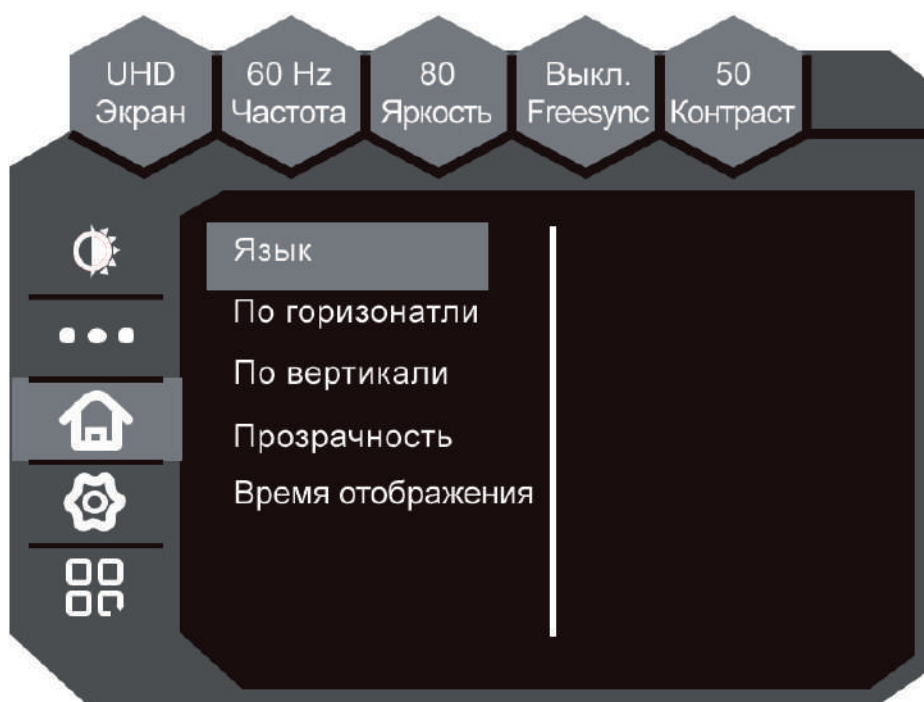 UHD
Экран
60 Hz
Частота
80
Яркость
Выкл.
Freesync
50
Контраст
Язык
По горизонатли
По вертикали
Прозрачность
Время отображения